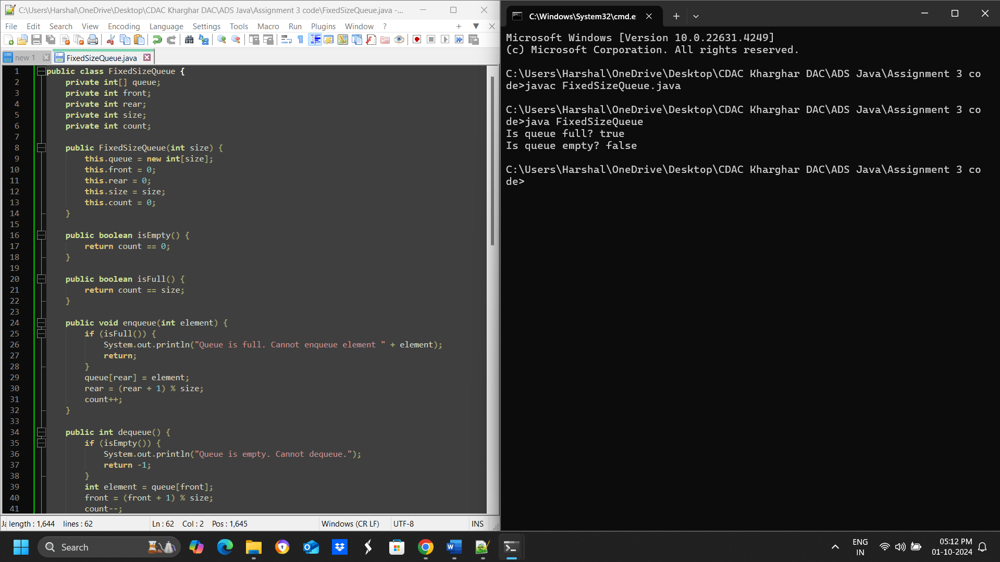 C:\Users\Harshal\OneDrive\Desktop\CDAC Kharghar DAC\ADS Java\Assignment 3 code\FixedSizeQueue.java -...
File Edit Search View Encoding Language Settings Tools Macro Run Plugins Window ?
new 1 FixedSizeQueue.java
1 public class FixedSizeQueue {
2 private int[] queue;
3 private int front;
4 private int rear;
5 private int size;
6 private int count;
7
8 public FixedSizeQueue(int size) {
9 this.queue = new int[size];
10 this.front = 0;
11 this.rear = 0;
12 this.size = size;
13 this.count = 0;
14 }
15
16 public boolean isEmpty() {
17 return count == 0;
18 }
19
20 public boolean isFull() {
21 return count == size;
22 }
23
24 public void enqueue(int element) {
25 if (isFull()) {
26 System.out.println("Queue is full. Cannot enqueue element " + element);
27 return;
28 }
29 queue[rear] = element;
30 rear = (rear + 1) % size;
31 count++;
32 }
33
34 public int dequeue() {
35 if (isEmpty()) {
36 System.out.println("Queue is empty. Cannot dequeue.");
37 return -1;
38 }
39 int element = queue[front];
40 front = (front + 1) % size;
41 count--;
Ja length : 1,644 lines : 62 Ln : 62 Col : 2 Pos : 1,645 Windows (CR LF) UTF-8 INS
C:\Windows\System32\cmd.e
Microsoft Windows [Version 10.0.22631.4249]
(c) Microsoft Corporation. All rights reserved.
C:\Users\Harshal\OneDrive\Desktop\CDAC Kharghar DAC\ADS Java\Assignment 3 co
de>javac FixedSizeQueue.java
C:\Users\Harshal\OneDrive\Desktop\CDAC Kharghar DAC\ADS Java\Assignment 3 co
de>java FixedSizeQueue
Is queue full? true
Is queue empty? false
C:\Users\Harshal\OneDrive\Desktop\CDAC Kharghar DAC\ADS Java\Assignment 3 co
de>
Search
ENG
IN
05:12 PM
01-10-2024